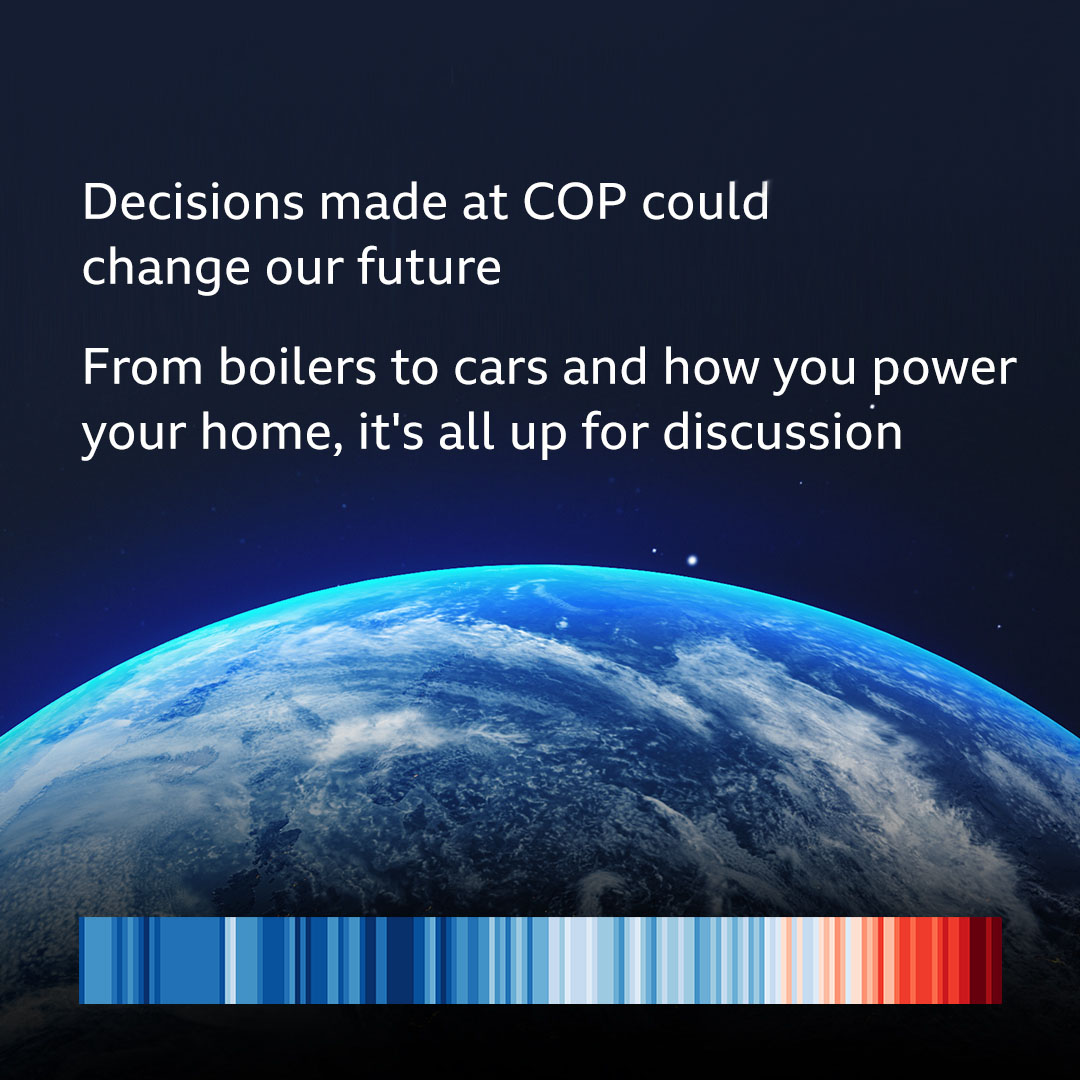 Decisions made at COP could
change our future
From boilers to cars and how you power
your home, it's all up for discussion